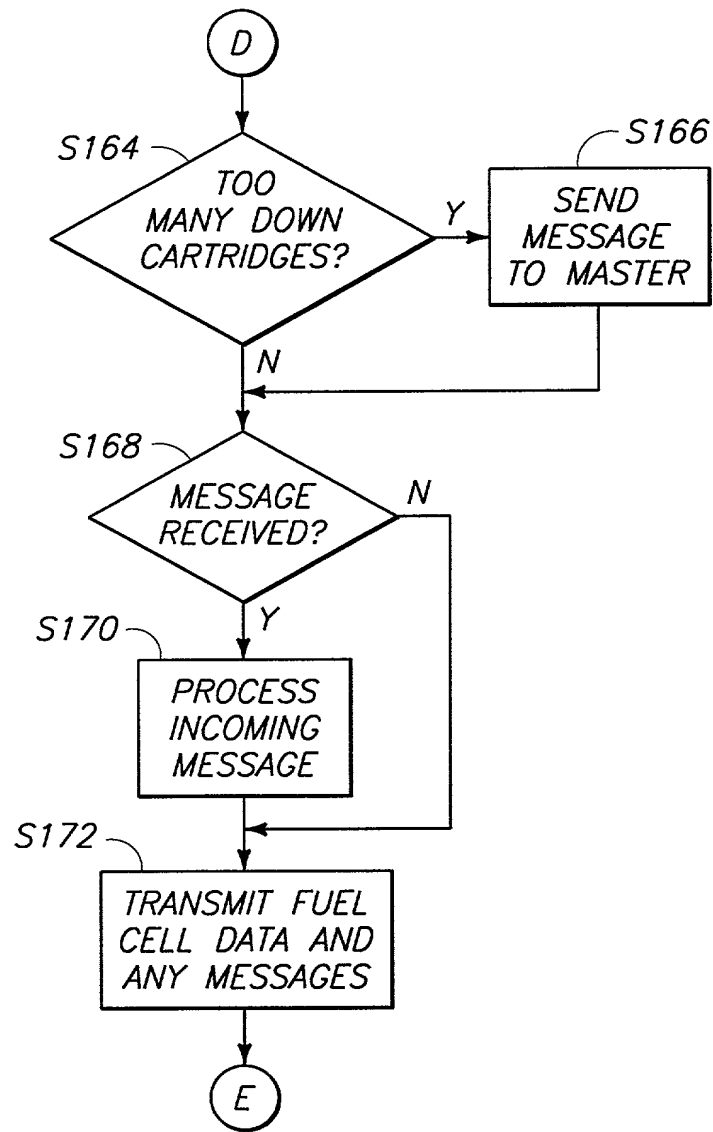 D
S164
TOO
MANY DOWN
CARTRIDGES?
Y
S166
SEND
MESSAGE
TO MASTER
N
S168
MESSAGE
RECEIVED?
N
Y
S170
PROCESS
INCOMING
MESSAGE
S172
TRANSMIT FUEL
CELL DATA AND
ANY MESSAGES
E